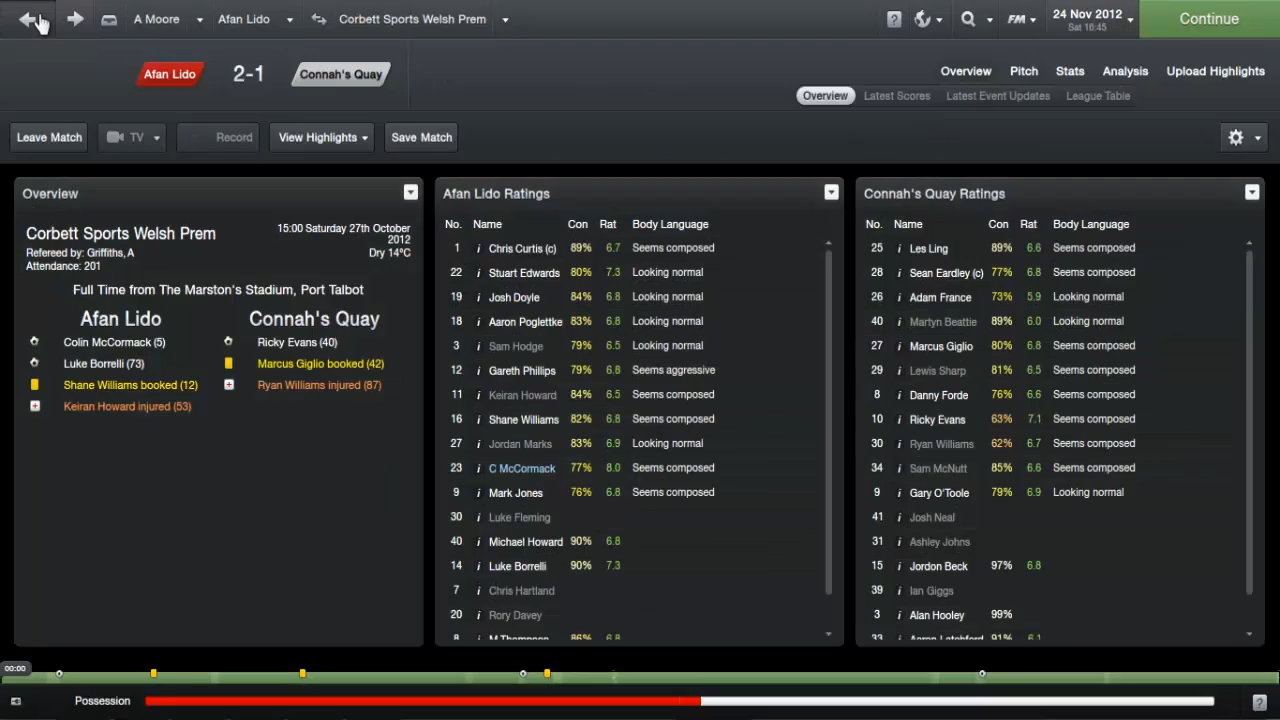 A Moore
Afan Lido
Corbett Sports Welsh Prem
?
FM
24 Nov 2012
Sat 16:45
Continue
Afan Lido
2-1
Connah's Quay
Overview
Pitch
Stats
Analysis
Upload Highlights
Overview
Latest Scores
Latest Event Updates
League Table
Leave Match
TV
Record
View Highlights
Save Match
Overview
Corbett Sports Welsh Prem
15:00 Saturday 27th October
2012
Refereed by: Griffiths, A
Dry 14ºC
Attendance: 201
Full Time from The Marston's Stadium, Port Talbot
Afan Lido
Connah's Quay
Colin McCormack (5)
Ricky Evans (40)
Luke Borrelli (73)
Marcus Giglio booked (42)
Shane Williams booked (12)
Ryan Williams injured (87)
Keiran Howard injured (53)
Afan Lido Ratings
No. Name Con Rat Body Language
1 i Chris Curtis (c) 89% 6.7 Seems composed
22 i Stuart Edwards 80% 7.3 Looking normal
19 i Josh Doyle 84% 6.8 Looking normal
18 i Aaron Poglettke 83% 6.8 Looking normal
3 i Sam Hodge 79% 6.5 Looking normal
12 i Gareth Phillips 79% 6.8 Seems aggressive
11 i Keiran Howard 84% 6.5 Seems composed
16 i Shane Williams 82% 6.8 Seems composed
27 i Jordan Marks 83% 6.9 Looking normal
23 i C McCormack 77% 8.0 Seems composed
9 i Mark Jones 76% 6.8 Seems composed
30 i Luke Fleming
40 i Michael Howard 90% 6.8
14 i Luke Borrelli 90% 7.3
7 i Chris Hartland
20 i Rory Davey
8 i M Thompson 86% 6.8
Connah's Quay Ratings
No. Name Con Rat Body Language
25 i Les Ling 89% 6.6 Seems composed
28 i Sean Eardley (c) 77% 6.8 Seems composed
26 i Adam France 73% 5.9 Looking normal
40 i Martyn Beattie 89% 6.0 Looking normal
27 i Marcus Giglio 80% 6.8 Seems composed
29 i Lewis Sharp 81% 6.5 Seems composed
8 i Danny Forde 76% 6.6 Seems composed
10 i Ricky Evans 63% 7.1 Seems composed
30 i Ryan Williams 62% 6.7 Seems composed
34 i Sam McNutt 85% 6.6 Seems composed
9 i Gary O'Toole 79% 6.9 Looking normal
41 i Josh Neal
31 i Ashley Johns
15 i Jordon Beck 97% 6.8
39 i Ian Giggs
3 i Alan Hooley 99%
33 i Aaron Latchford 91% 6.1
00:00
Possession
?